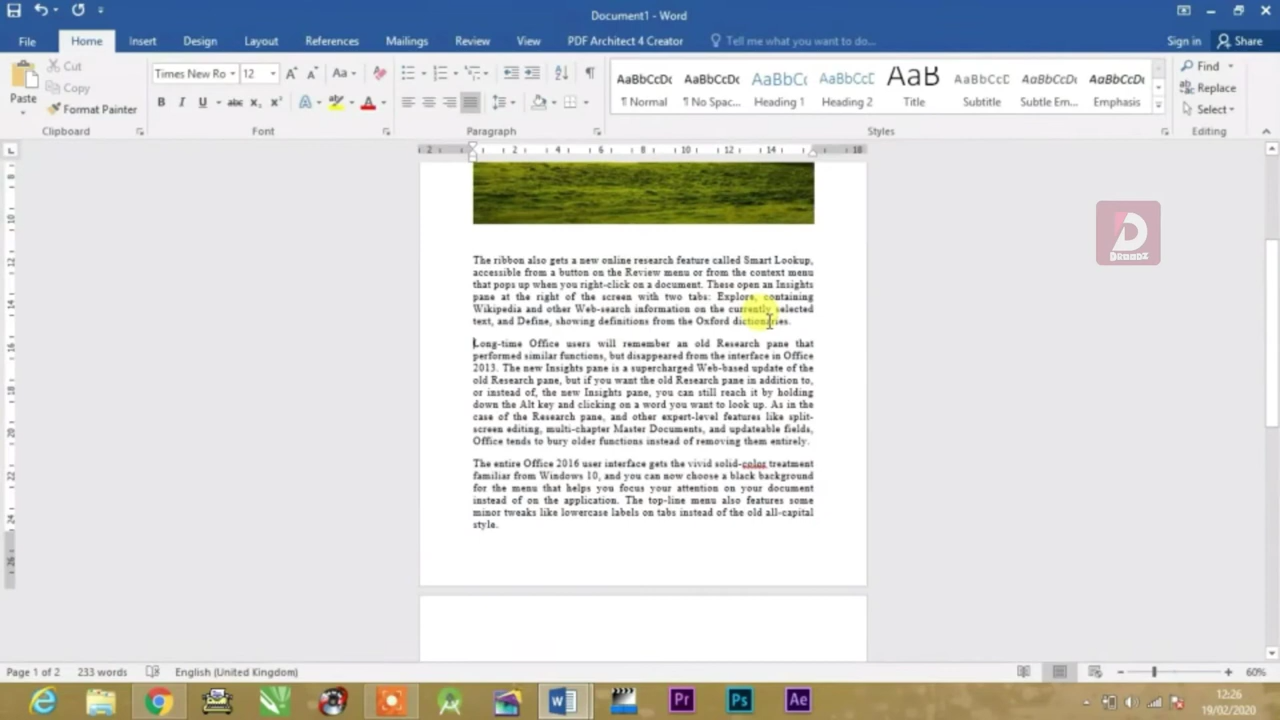 Document1 - Word
File Home Insert Design Layout References Mailings Review View PDF Architect 4 Creator Tell me what you want to do... Sign in Share
Cut
Copy
Format Painter
Paste
Clipboard
Times New Ro 12
Font
Paragraph
AaBbCcDc AaBbCcDc AaBbCc AaBbCcD AaB AaBbCcD AaBbCcDc AaBbCcDc
¶ Normal ¶ No Spac... Heading 1 Heading 2 Title Subtitle Subtle Em... Emphasis
Styles
Find
Replace
Select
Editing
2 2 4 6 8 10 12 14 18
The ribbon also gets a new online research feature called Smart Lookup,
accessible from a button on the Review menu or from the context menu
that pops up when you right-click on a document. These open an Insights
pane at the right of the screen with two tabs: Explore, containing
Wikipedia and other Web-search information on the currently selected
text, and Define, showing definitions from the Oxford dictionaries.
Long-time Office users will remember an old Research pane that
performed similar functions, but disappeared from the interface in Office
2013. The new Insights pane is a supercharged Web-based update of the
old Research pane, but if you want the old Research pane in addition to,
or instead of, the new Insights pane, you can still reach it by holding
down the Alt key and clicking on a word you want to look up. As in the
case of the Research pane, and other expert-level features like split-
screen editing, multi-chapter Master Documents, and updateable fields,
Office tends to bury older functions instead of removing them entirely.
The entire Office 2016 user interface gets the vivid solid-color treatment
familiar from Windows 10, and you can now choose a black background
for the menu that helps you focus your attention on your document
instead of on the application. The top-line menu also features some
minor tweaks like lowercase labels on tabs instead of the old all-capital
style.
Page 1 of 2 233 words English (United Kingdom) 60%
Pr Ps Ae
12:26
19/02/2020